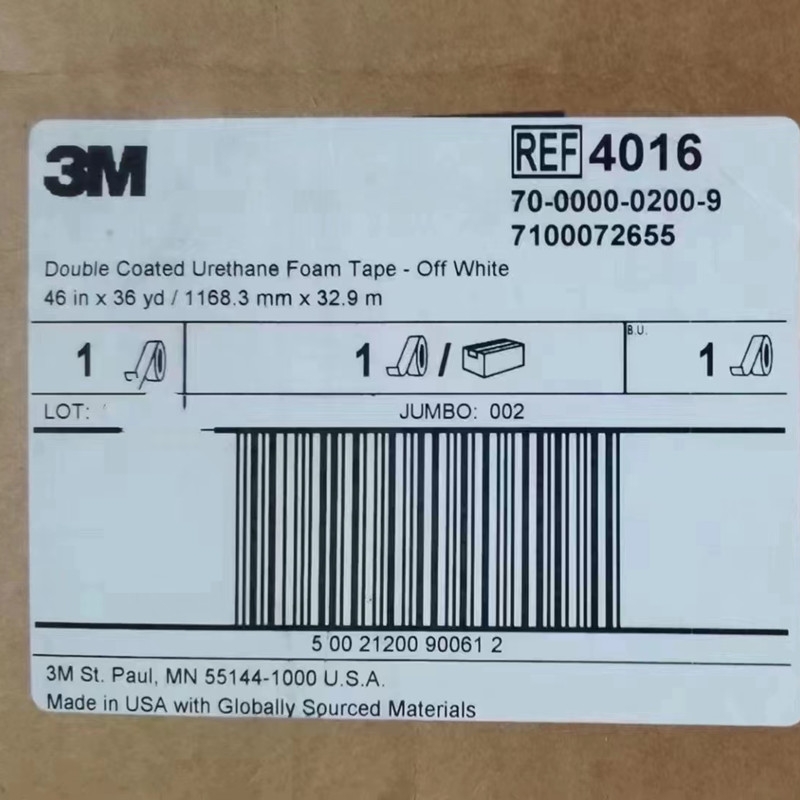 3M
REF 4016
70-0000-0200-9
7100072655
Double Coated Urethane Foam Tape - Off White
46 in x 36 yd / 1168.3 mm x 32.9 m
1
1 /
B.U.
1
LOT:
JUMBO: 002
5 00 21200 90061 2
3M St. Paul, MN 55144-1000 U.S.A.
Made in USA with Globally Sourced Materials